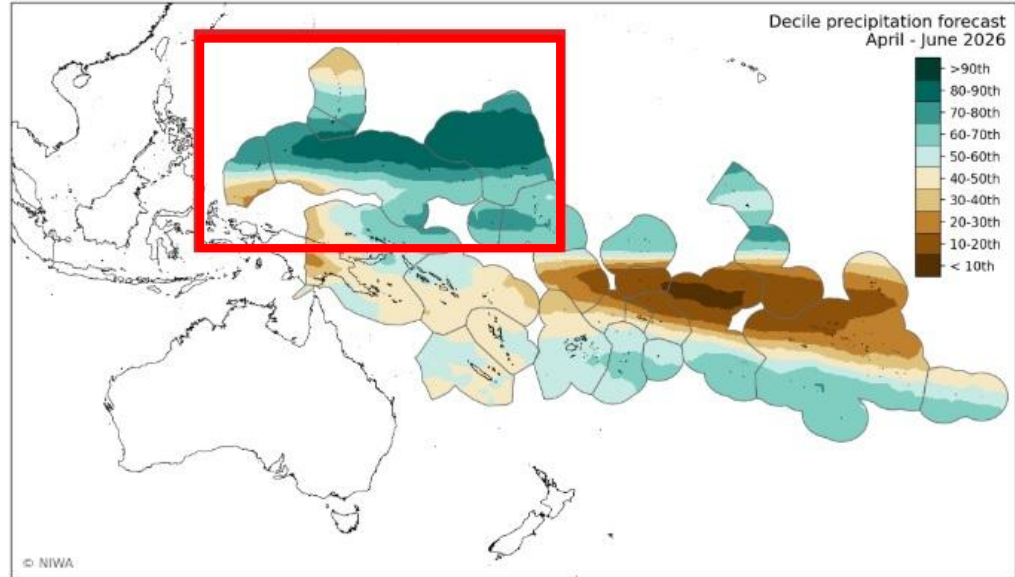 Decile precipitation forecast
April - June 2026
>90th
80-90th
70-80th
60-70th
50-60th
40-50th
30-40th
20-30th
10-20th
< 10th
© NIWA